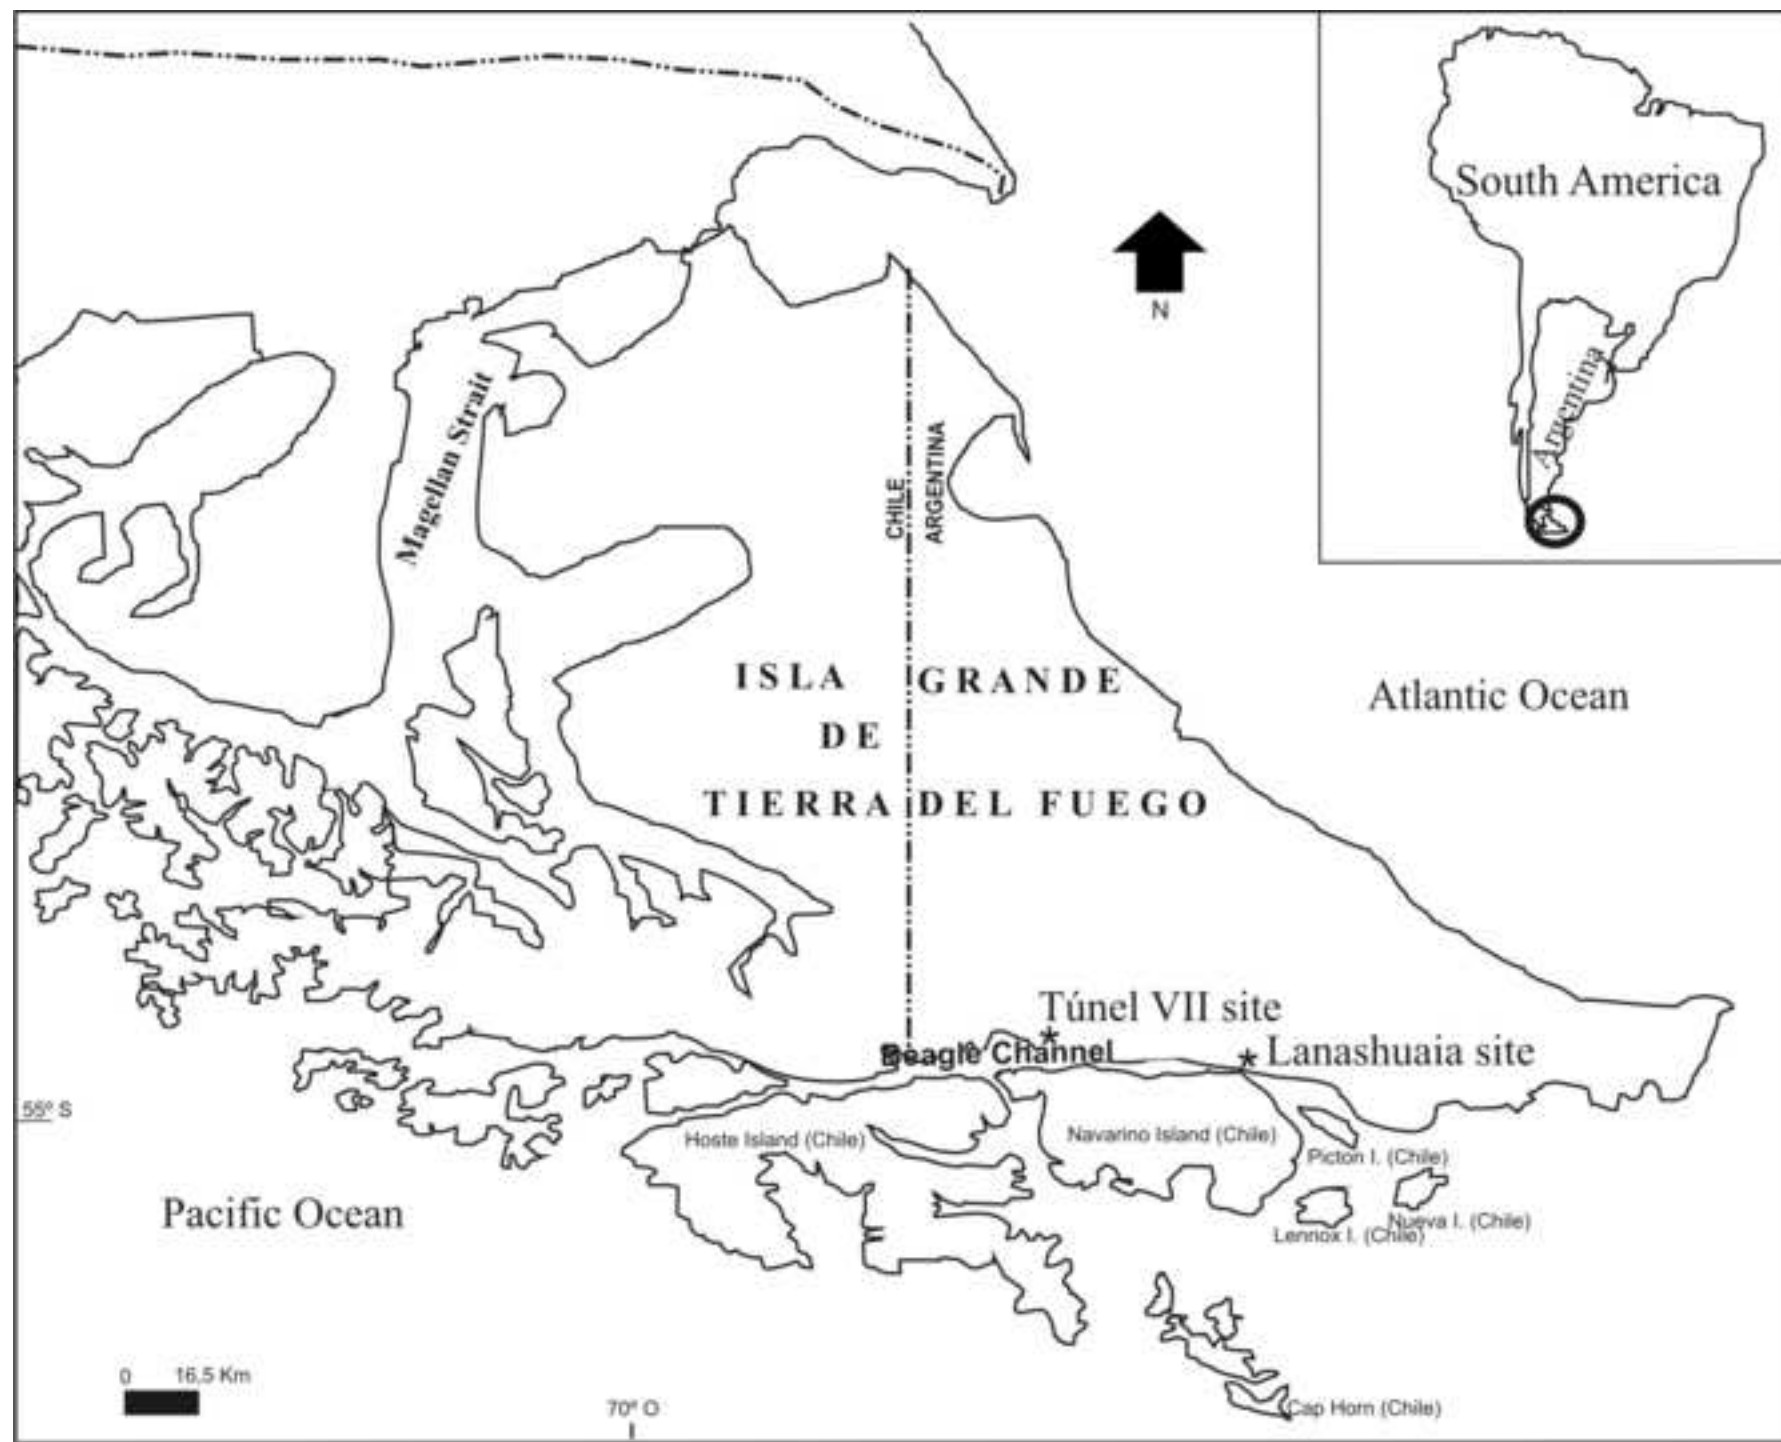 South America
Argentina
N
Magellan Strait
CHILE
ARGENTINA
ISLA GRANDE
DE
TIERRA DEL FUEGO
Atlantic Ocean
Túnel VII site
Beagle Channel
Lanashuaia site
55º S
Hoste Island (Chile)
Navarino Island (Chile)
Picton I. (Chile)
Nueva I. (Chile)
Lennox I. (Chile)
Pacific Ocean
0 16,5 Km
70º O
Cap Horn (Chile)